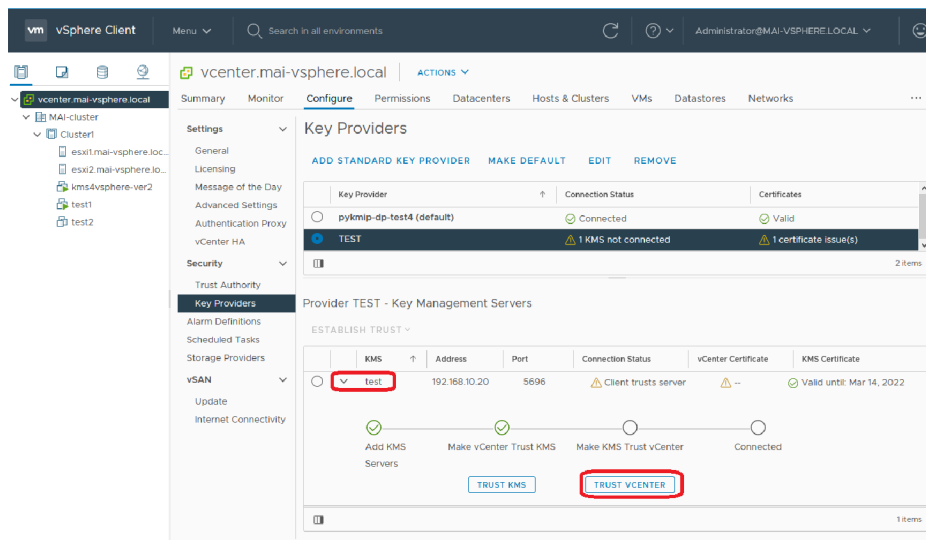 vm vSphere Client Menu Search in all environments Administrator@MAI-VSPHERE.LOCAL
vcenter.mai-vsphere.local ACTIONS
Summary Monitor Configure Permissions Datacenters Hosts & Clusters VMs Datastores Networks ...
vcenter.mai-vsphere.local
MAI-cluster
Cluster1
esxi1.mai-vsphere.loc...
esxi2.mai-vsphere.lo...
kms4vsphere-ver2
test1
test2
Settings
General
Licensing
Message of the Day
Advanced Settings
Authentication Proxy
vCenter HA
Security
Trust Authority
Key Providers
Alarm Definitions
Scheduled Tasks
Storage Providers
vSAN
Update
Internet Connectivity
Key Providers
ADD STANDARD KEY PROVIDER MAKE DEFAULT EDIT REMOVE
Key Provider Connection Status Certificates
pykmip-dp-test4 (default) Connected Valid
TEST 1 KMS not connected 1 certificate issue(s)
2 items
Provider TEST - Key Management Servers
ESTABLISH TRUST
KMS Address Port Connection Status vCenter Certificate KMS Certificate
test 192.168.10.20 5696 Client trusts server -- Valid until: Mar 14, 2022
Add KMS Make vCenter Trust KMS Make KMS Trust vCenter Connected
Servers
TRUST KMS TRUST VCENTER
1 items